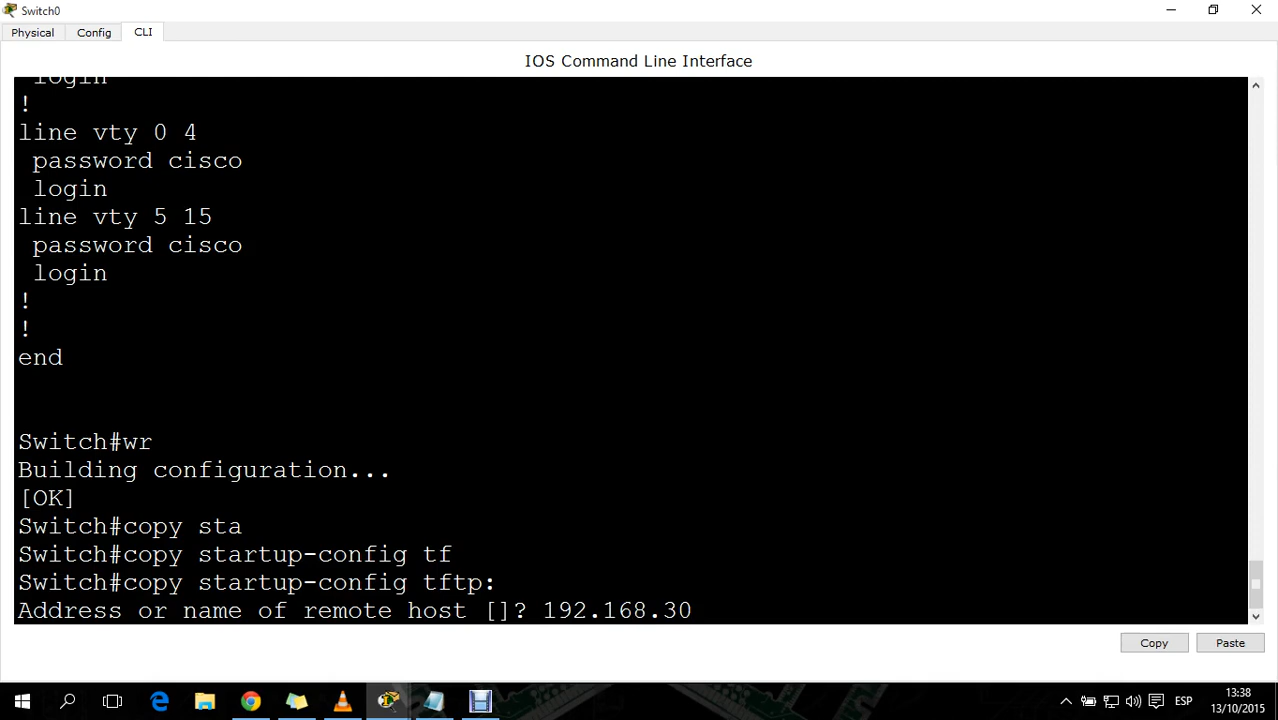 Switch0
Physical
Config
CLI
IOS Command Line Interface
login
!
line vty 0 4
password cisco
login
line vty 5 15
password cisco
login
!
!
end
Switch#wr
Building configuration...
[OK]
Switch#copy sta
Switch#copy startup-config tf
Switch#copy startup-config tftp:
Address or name of remote host []? 192.168.30
Copy
Paste
ESP
13:38
13/10/2015